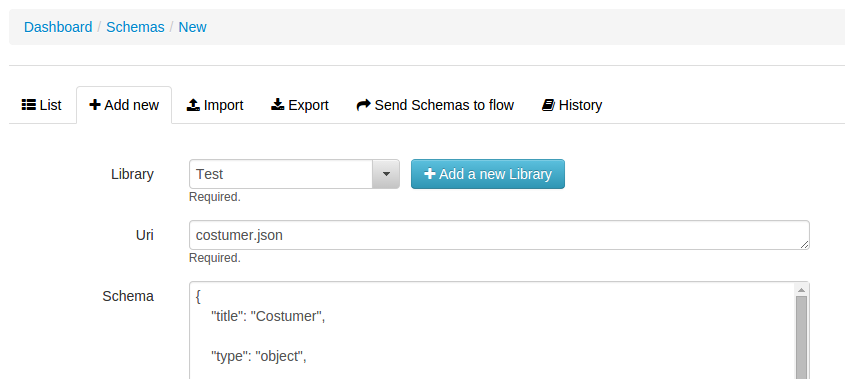 Dashboard / Schemas / New
List Add new Import Export Send Schemas to flow History
Library Test Add a new Library
Required.
Uri costumer.json
Required.
Schema {
"title": "Costumer",
"type": "object",